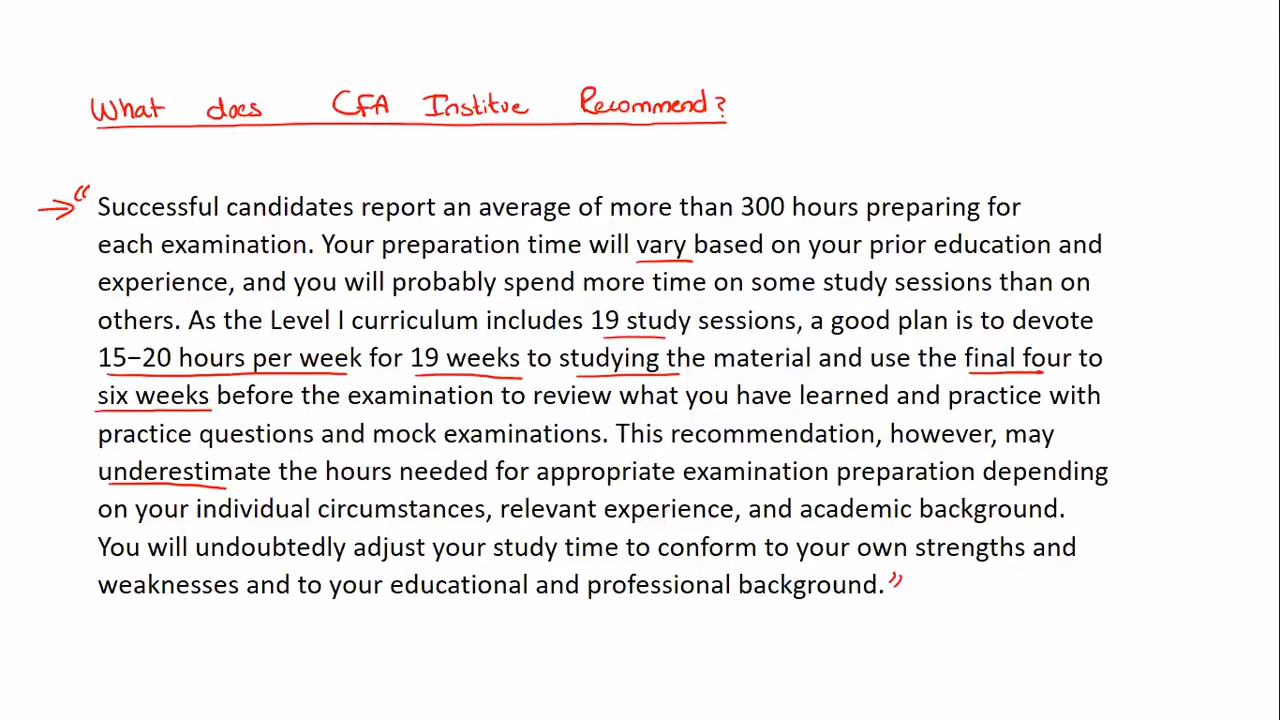 What does CFA Institue Recommend?
"Successful candidates report an average of more than 300 hours preparing for
each examination. Your preparation time will vary based on your prior education and
experience, and you will probably spend more time on some study sessions than on
others. As the Level I curriculum includes 19 study sessions, a good plan is to devote
15–20 hours per week for 19 weeks to studying the material and use the final four to
six weeks before the examination to review what you have learned and practice with
practice questions and mock examinations. This recommendation, however, may
underestimate the hours needed for appropriate examination preparation depending
on your individual circumstances, relevant experience, and academic background.
You will undoubtedly adjust your study time to conform to your own strengths and
weaknesses and to your educational and professional background."